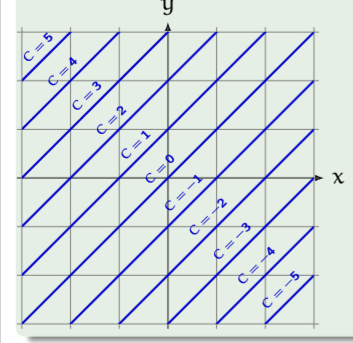 y
C = 5
C = 4
C = 3
C = 2
C = 1
C = 0
x
C = −1
C = −2
C = −3
C = −4
C = −5